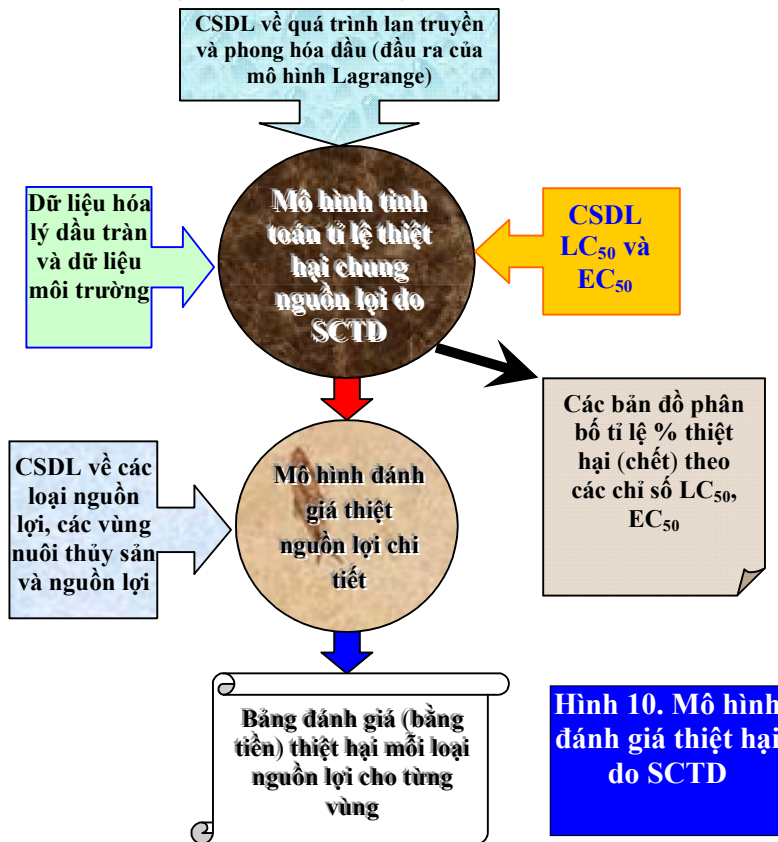 CSDL về quá trình lan truyền
và phong hóa dầu (đầu ra của
mô hình Lagrange)
Dữ liệu hóa
lý dầu tràn
và dữ liệu
môi trường
Mô hình tính
toán tỉ lệ thiệt
hại chung
nguồn lợi do
SCTD
CSDL
LC₅₀ và
EC₅₀
Các bản đồ phân
bố tỉ lệ % thiệt
hại (chết) theo
các chỉ số LC₅₀,
EC₅₀
CSDL về các
loại nguồn
lợi, các vùng
nuôi thủy sản
và nguồn lợi
Mô hình đánh
giá thiệt
nguồn lợi chi
tiết
Bảng đánh giá (bằng
tiền) thiệt hại mỗi loại
nguồn lợi cho từng
vùng
Hình 10. Mô hình
đánh giá thiệt hại
do SCTD